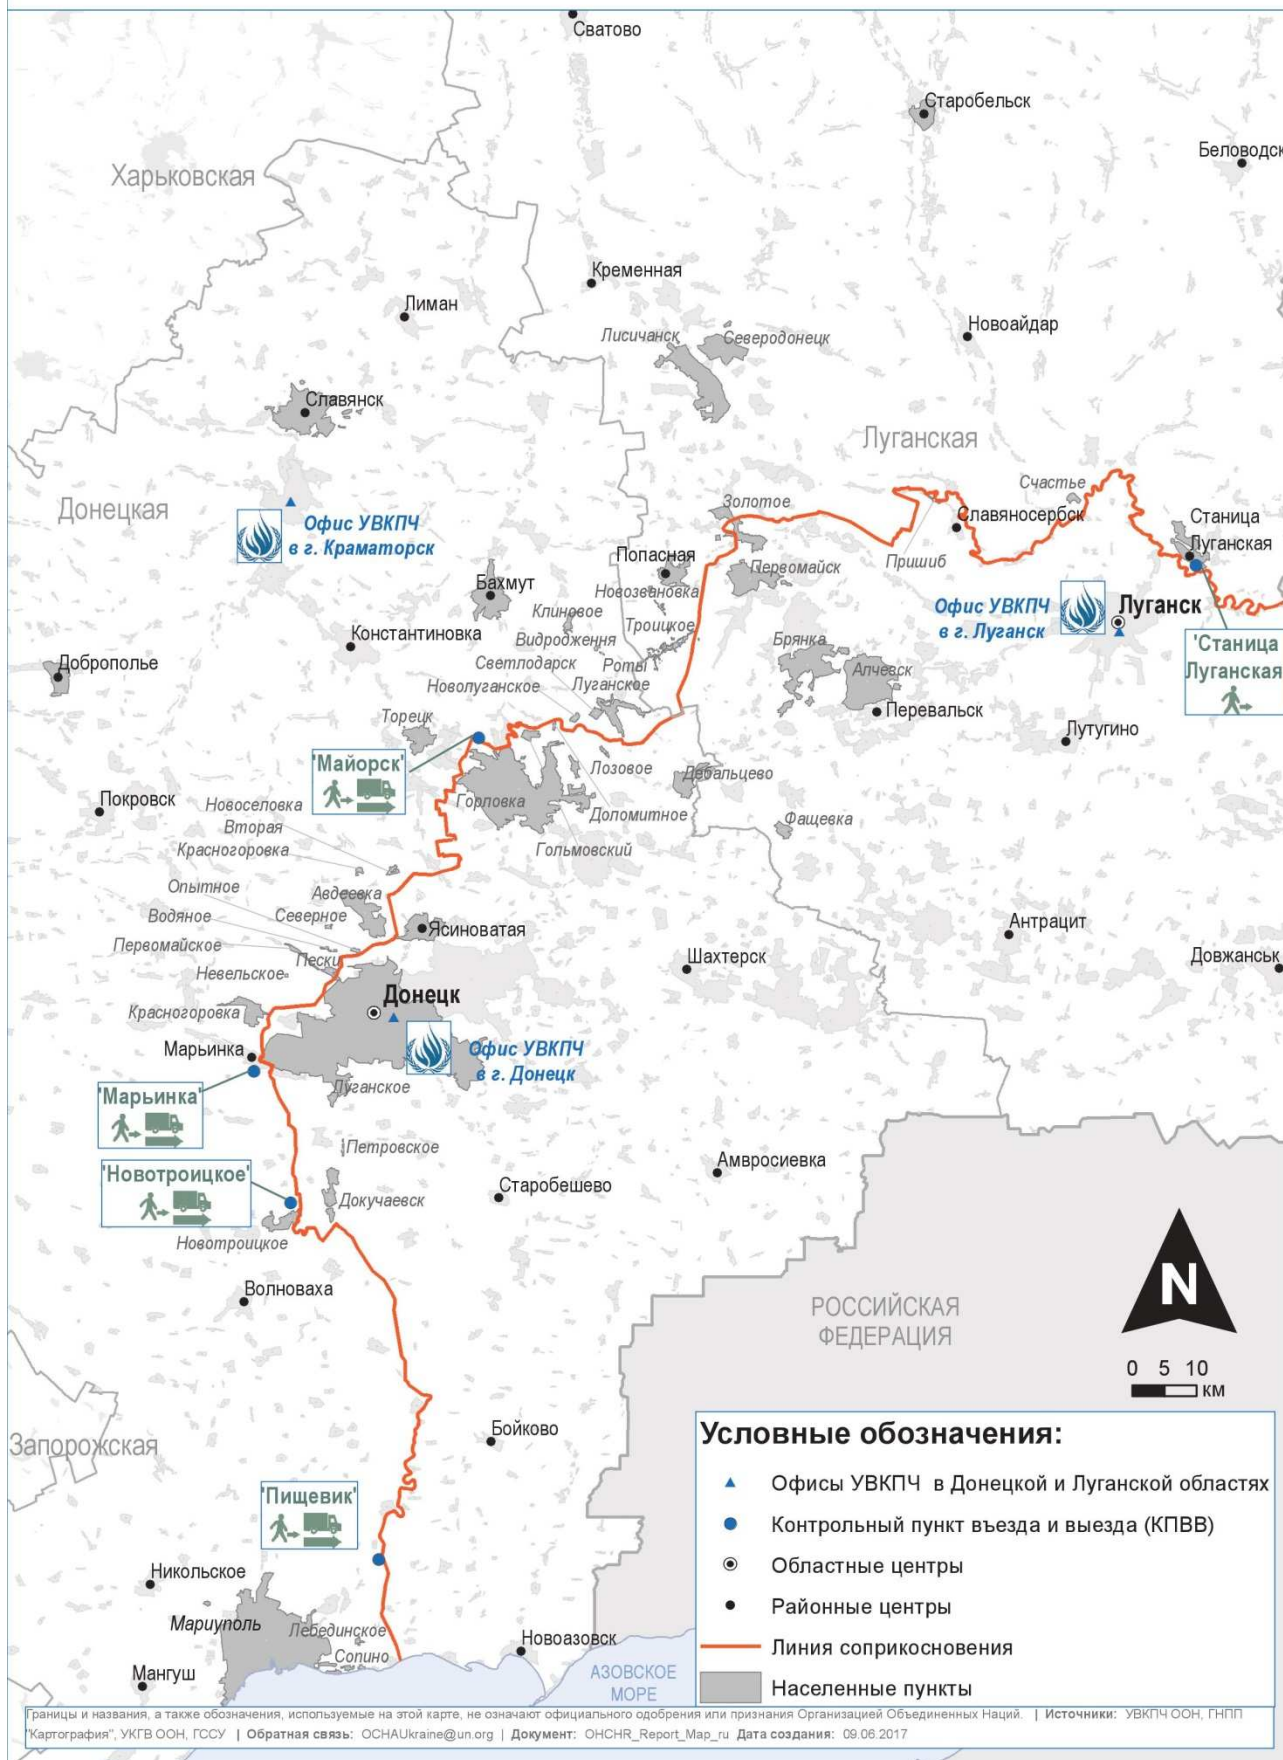 Сватово
Старобельск
Беловодск
Харьковская
Кременная
Лиман
Новоайдар
Лисичанск
Северодонецк
Славянск
Луганская
Счастье
Донецкая
Золотое
Славяносербск
Станица
Луганская
Офис УВКПЧ
в г. Краматорск
Попасная
Первомайск
Пришиб
Бахмут
Новозвановка
Клиновое
Офис УВКПЧ
в г. Луганск
Луганск
Троицкое
Константиновка
Видродження
Брянка
'Станица
Луганская'
Доброполье
Светлодарск
Роты
Алчевск
Новолуганское
Луганское
Перевальск
Торецк
Лутугино
'Майорск'
Лозовое
Дебальцево
Покровск
Новоселовка
Вторая
Горловка
Доломитное
Фащевка
Красногоровка
Гольмовский
Опытное
Авдеевка
Водяное
Северное
Ясиноватая
Антрацит
Первомайское
Пески
Шахтерск
Довжанськ
Невельское
Донецк
Красногоровка
Марьинка
Офис УВКПЧ
в г. Донецк
'Марьинка'
Луганское
Петровское
'Новотроицкое'
Амвросиевка
Старобешево
Докучаевск
Новотроицкое
Волноваха
РОССИЙСКАЯ
ФЕДЕРАЦИЯ
N
0 5 10
км
Бойково
Запорожская
'Пищевик'
Никольское
Мариуполь
Лебединское
Сопино
Новоазовск
Мангуш
АЗОВСКОЕ
МОРЕ
Условные обозначения:
Офисы УВКПЧ в Донецкой и Луганской областях
Контрольный пункт въезда и выезда (КПВВ)
Областные центры
Районные центры
Линия соприкосновения
Населенные пункты
Границы и названия, а также обозначения, используемые на этой карте, не означают официального одобрения или признания Организацией Объединенных Наций. | Источники: УВКПЧ ООН, ГНПП
"Картография", УКГВ ООН, ГССУ | Обратная связь: OCHAUkraine@un.org | Документ: OHCHR_Report_Map_ru Дата создания: 09.06.2017